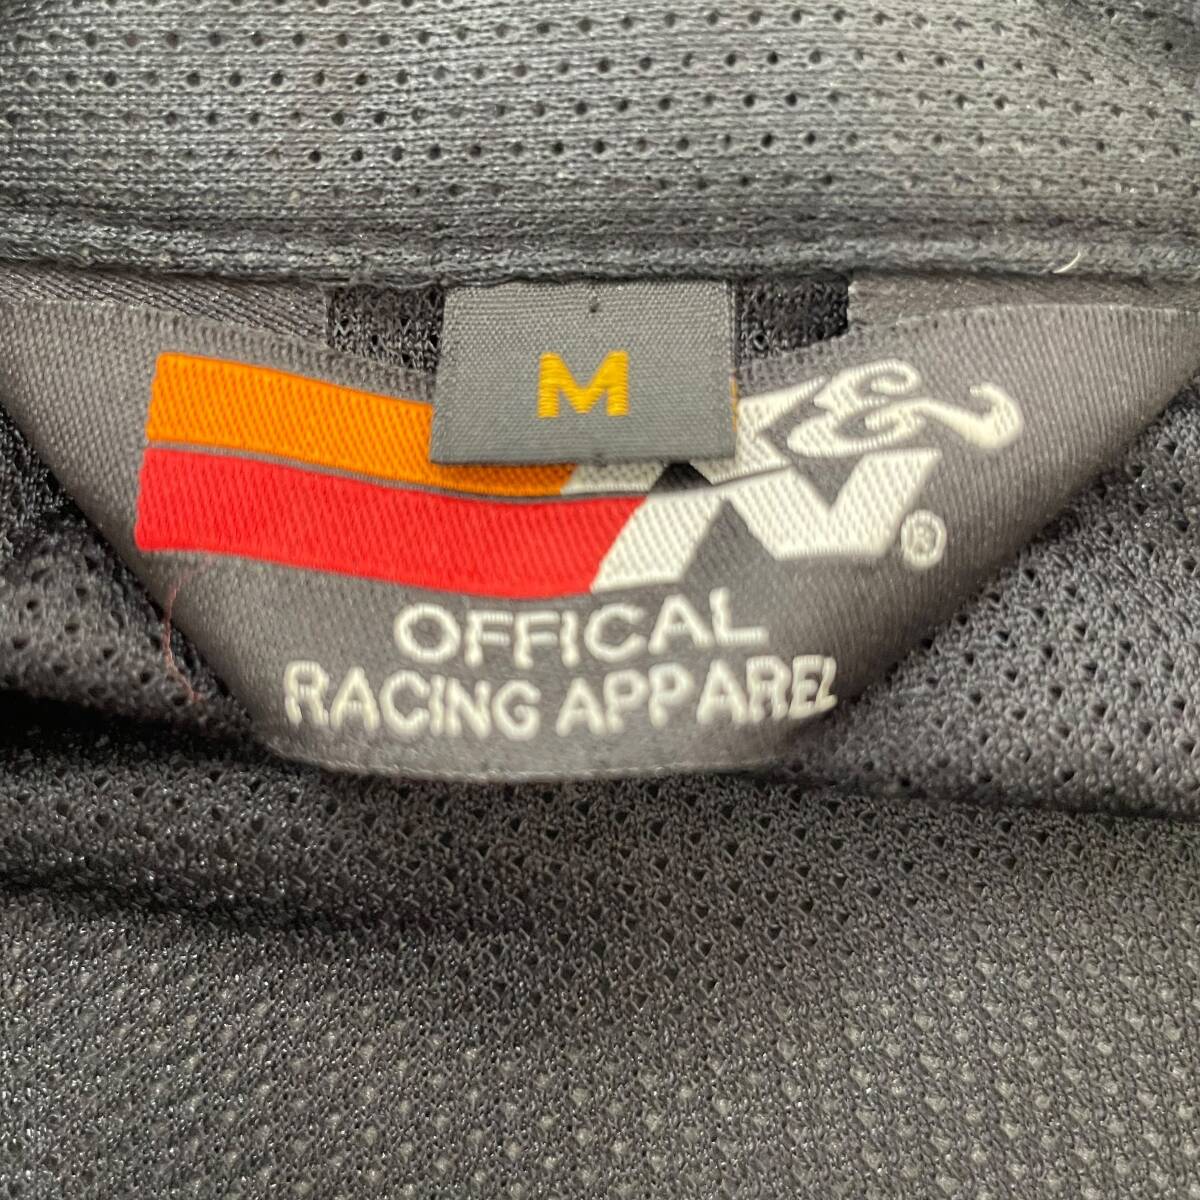 M
K&N®
OFFICAL
RACING APPAREL